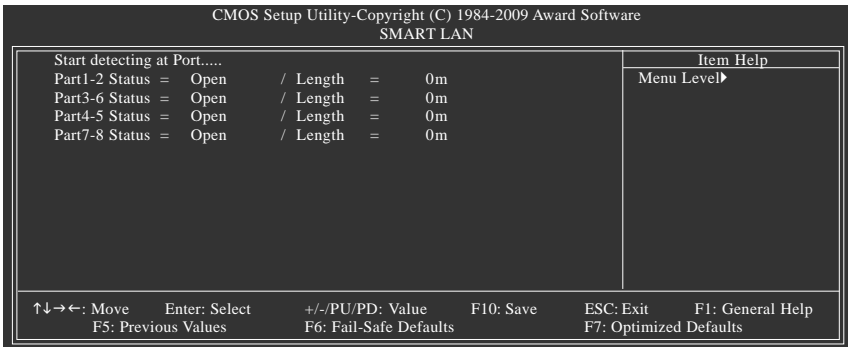 CMOS Setup Utility-Copyright (C) 1984-2009 Award Software
SMART LAN
Start detecting at Port.....
Part1-2 Status = Open / Length = 0m
Part3-6 Status = Open / Length = 0m
Part4-5 Status = Open / Length = 0m
Part7-8 Status = Open / Length = 0m
Item Help
Menu Level▶
↑↓→←: Move Enter: Select +/-/PU/PD: Value F10: Save ESC: Exit F1: General Help
F5: Previous Values F6: Fail-Safe Defaults F7: Optimized Defaults